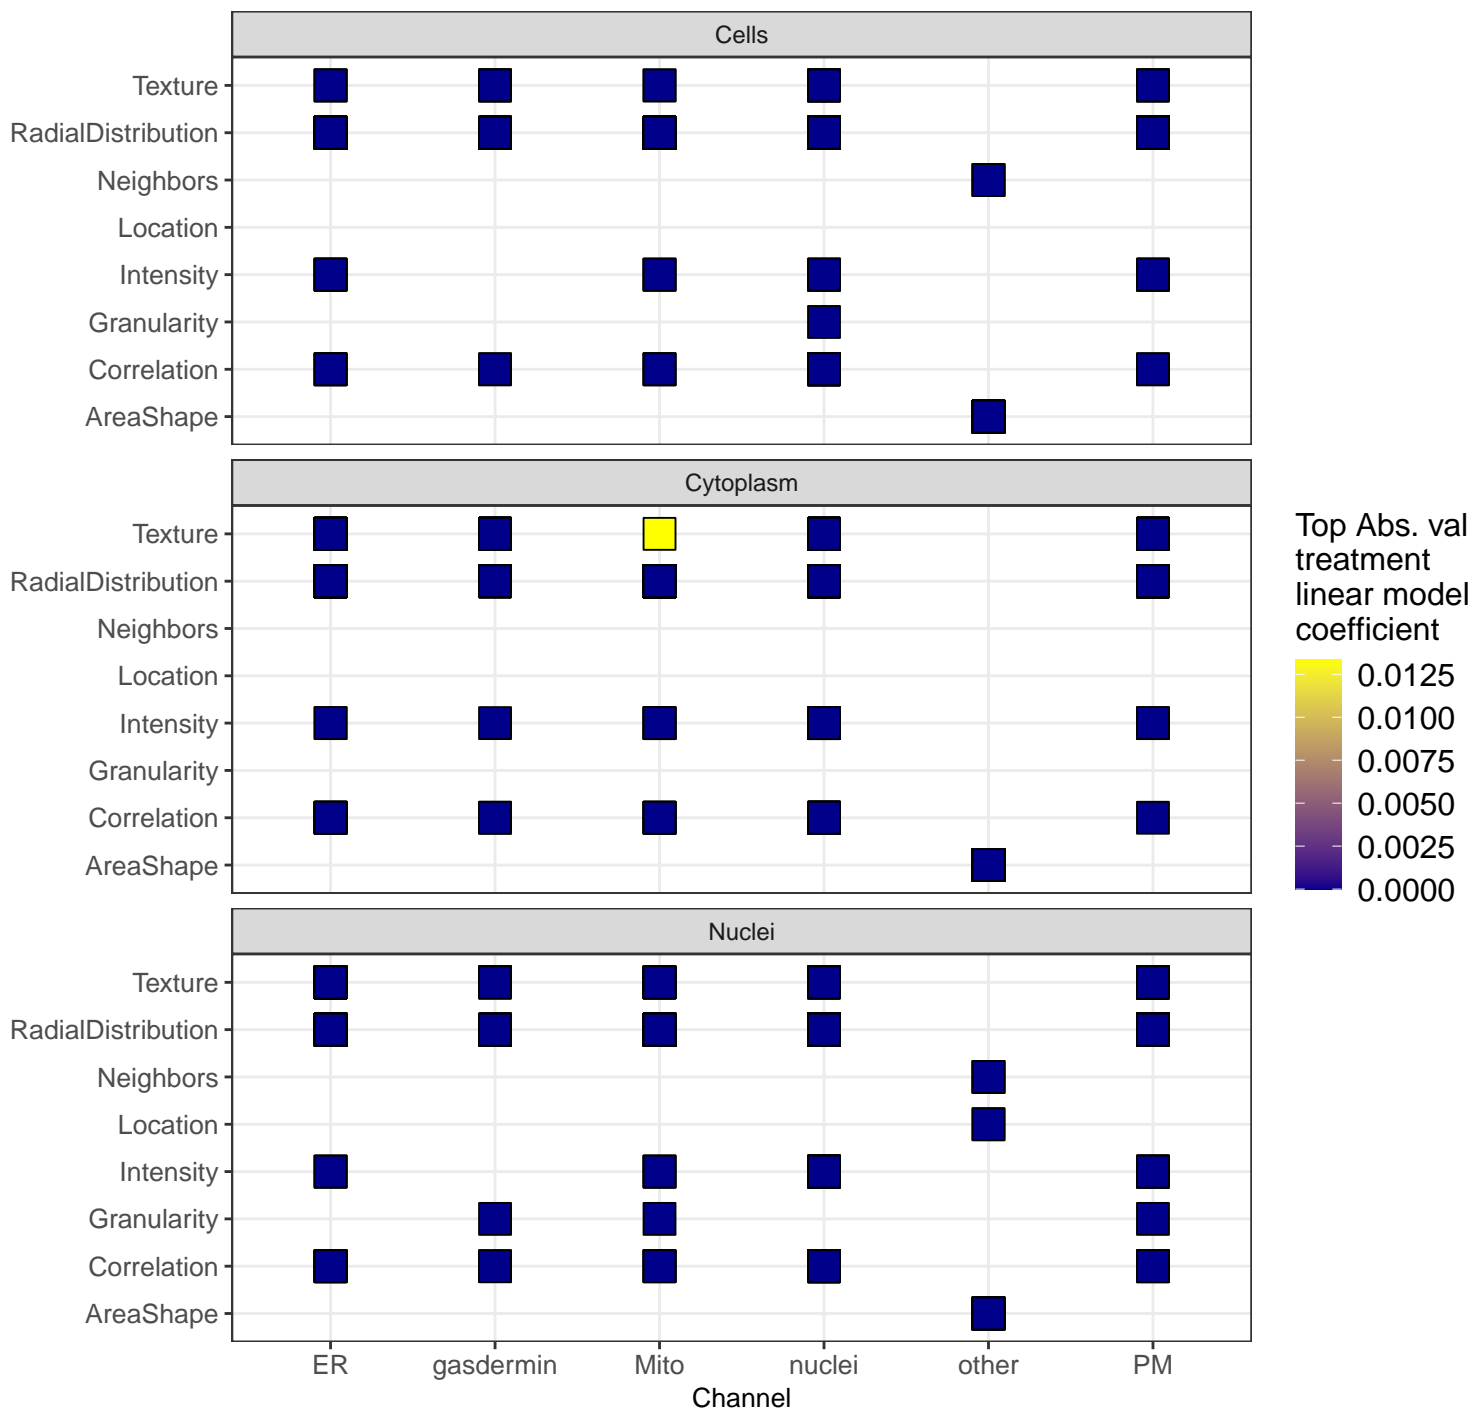 Cells
Texture
RadialDistribution
Neighbors
Location
Intensity
Granularity
Correlation
AreaShape
Cytoplasm
Texture
RadialDistribution
Neighbors
Location
Intensity
Granularity
Correlation
AreaShape
Nuclei
Texture
RadialDistribution
Neighbors
Location
Intensity
Granularity
Correlation
AreaShape
ER gasdermin Mito nuclei other PM
Channel
Top Abs. val
treatment
linear model
coefficient
0.0125
0.0100
0.0075
0.0050
0.0025
0.0000